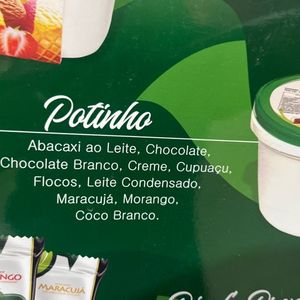 Potinho
Abacaxi ao Leite, Chocolate,
Chocolate Branco, Creme, Cupuaçu,
Flocos, Leite Condensado,
Maracujá, Morango,
Coco Branco.
MARACUJÁ